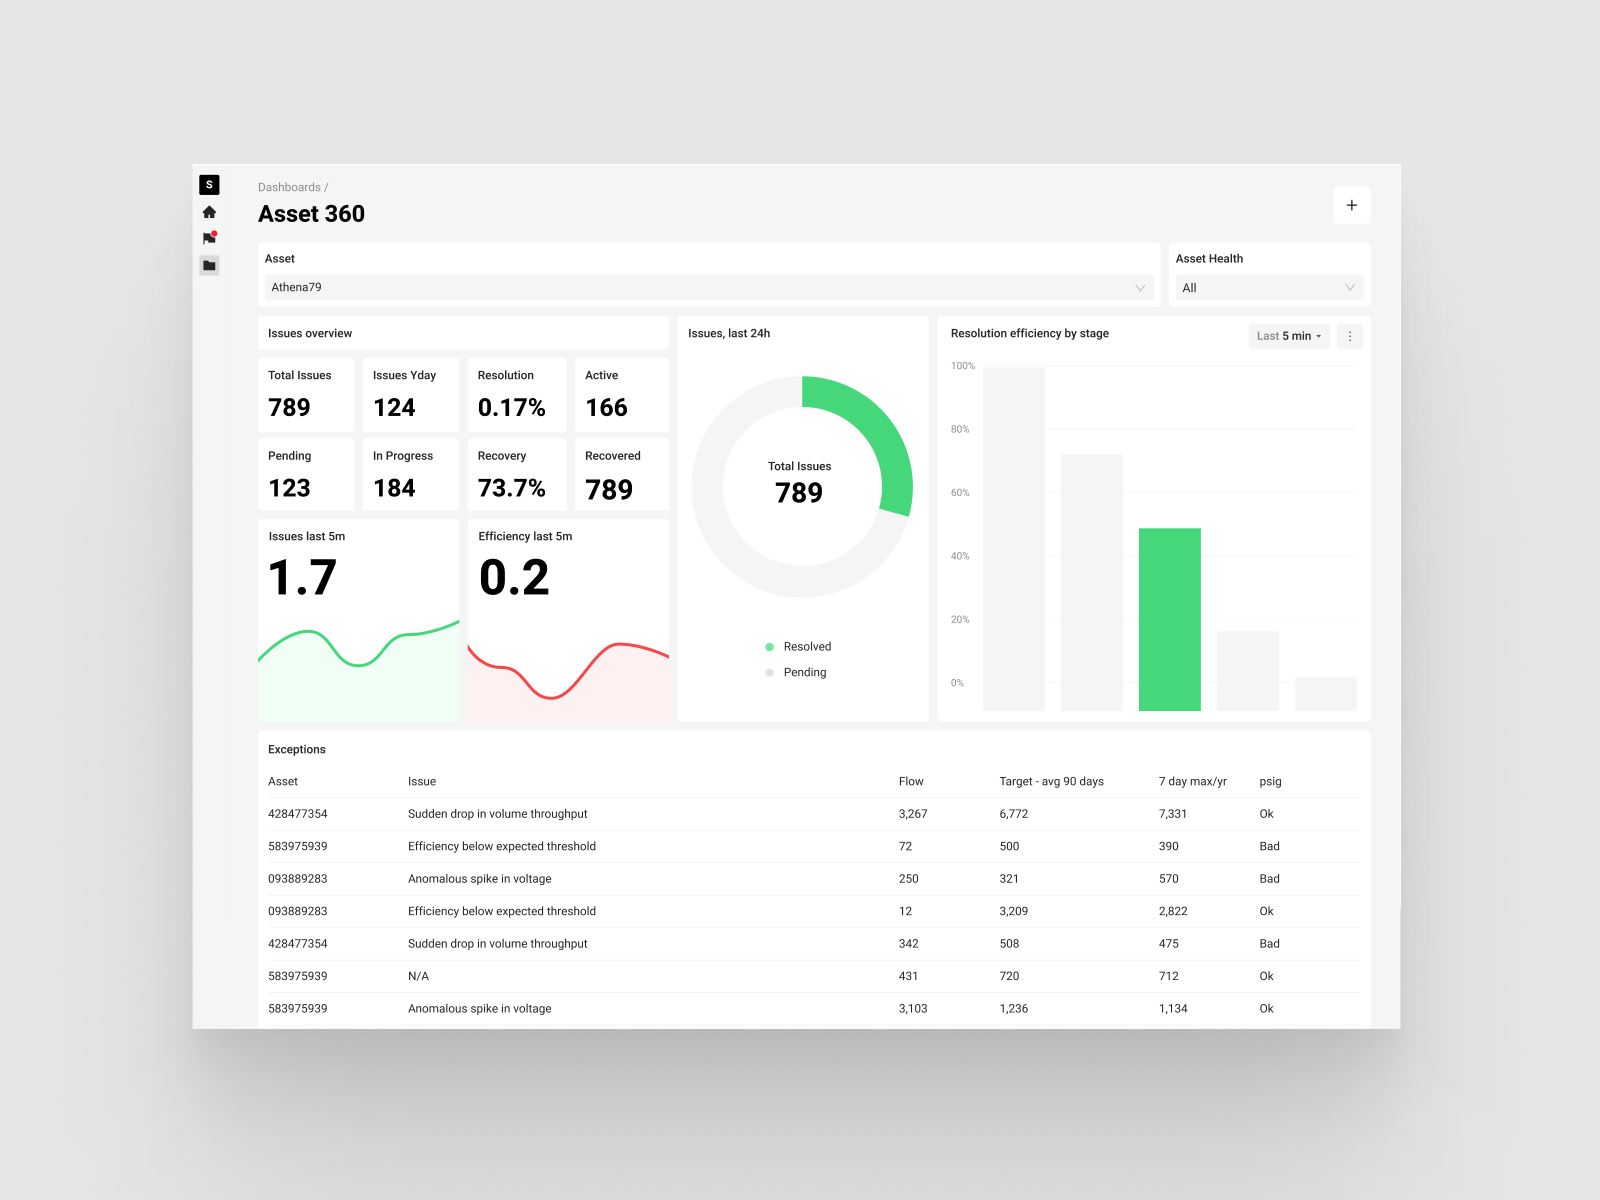 S
Dashboards /
Asset 360
+
Asset
Athena79
Asset Health
All
Issues overview
Total Issues
789
Issues Yday
124
Resolution
0.17%
Active
166
Pending
123
In Progress
184
Recovery
73.7%
Recovered
789
Issues last 5m
1.7
Efficiency last 5m
0.2
Issues, last 24h
Total Issues
789
Resolved
Pending
Resolution efficiency by stage
Last 5 min
100%
80%
60%
40%
20%
0%
Exceptions
Asset Issue Flow Target - avg 90 days 7 day max/yr psig
428477354 Sudden drop in volume throughput 3,267 6,772 7,331 Ok
583975939 Efficiency below expected threshold 72 500 390 Bad
093889283 Anomalous spike in voltage 250 321 570 Bad
093889283 Efficiency below expected threshold 12 3,209 2,822 Ok
428477354 Sudden drop in volume throughput 342 508 475 Bad
583975939 N/A 431 720 712 Ok
583975939 Anomalous spike in voltage 3,103 1,236 1,134 Ok